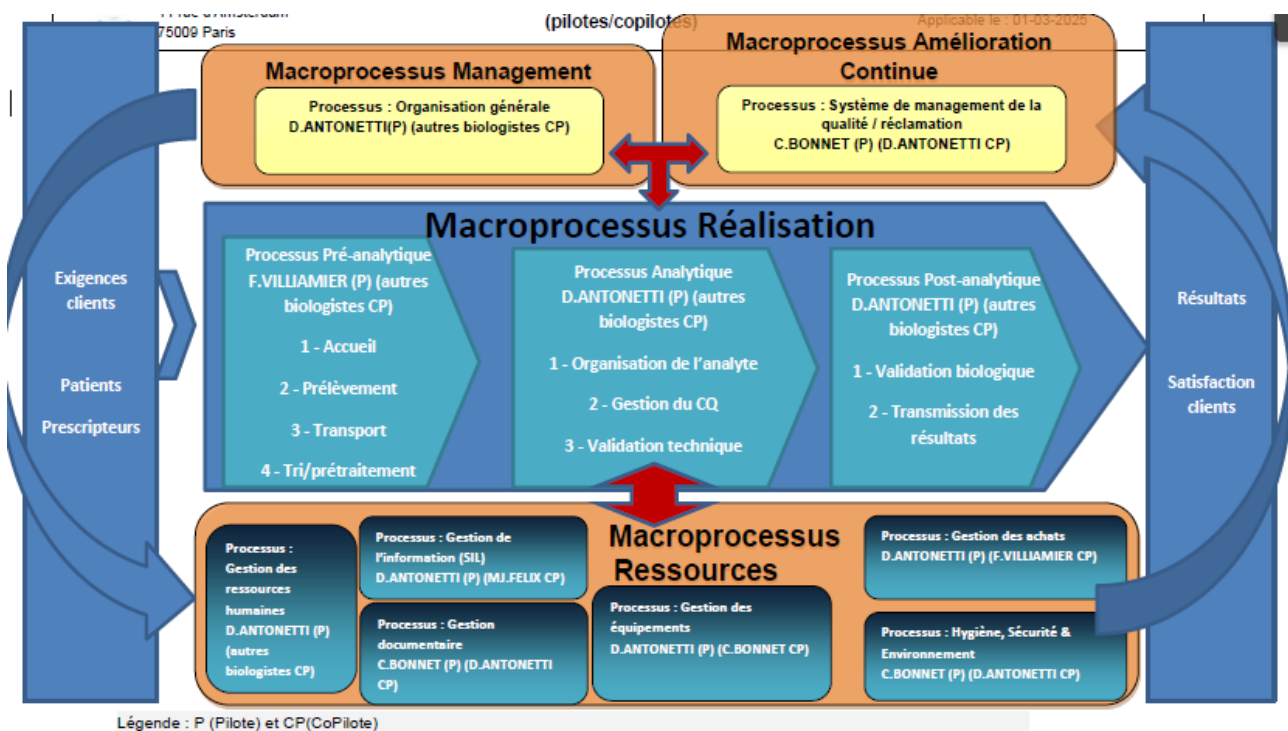 75009 Paris
(pilotes/copilotes)
Applicable le : 01-03-2025
Macroprocessus Management
Processus : Organisation générale
D.ANTONETTI(P) (autres biologistes CP)
Macroprocessus Amélioration
Continue
Processus : Système de management de la
qualité / réclamation
C.BONNET (P) (D.ANTONETTI CP)
Exigences
clients
Patients
Prescripteurs
Macroprocessus Réalisation
Processus Pré-analytique
F.VILLIAMIER (P) (autres
biologistes CP)
1 - Accueil
2 - Prélèvement
3 - Transport
4 - Tri/prétraitement
Processus Analytique
D.ANTONETTI (P) (autres
biologistes CP)
1 - Organisation de l'analyte
2 - Gestion du CQ
3 - Validation technique
Processus Post-analytique
D.ANTONETTI (P) (autres
biologistes CP)
1 - Validation biologique
2 - Transmission des
résultats
Résultats
Satisfaction
clients
Macroprocessus
Ressources
Processus :
Gestion des
ressources
humaines
D.ANTONETTI (P)
(autres
biologistes CP)
Processus : Gestion de
l'information (SIL)
D.ANTONETTI (P) (MJ.FELIX CP)
Processus : Gestion
documentaire
C.BONNET (P) (D.ANTONETTI
CP)
Processus : Gestion des
équipements
D.ANTONETTI (P) (C.BONNET CP)
Processus : Gestion des achats
D.ANTONETTI (P) (F.VILLIAMIER CP)
Processus : Hygiène, Sécurité &
Environnement
C.BONNET (P) (D.ANTONETTI CP)
Légende : P (Pilote) et CP(CoPilote)